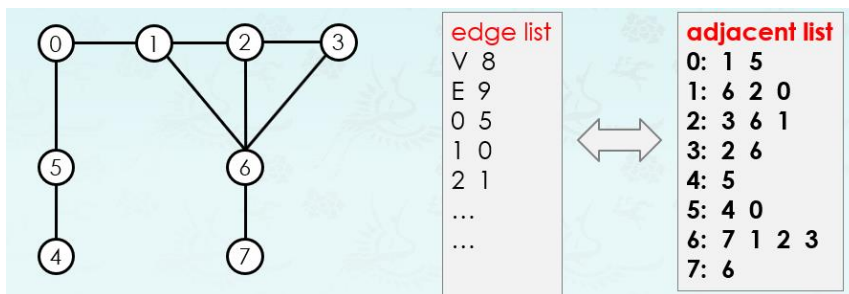 0 1 2 3
5 6
4 7
edge list
V 8
E 9
0 5
1 0
2 1
...
...
adjacent list
0: 1 5
1: 6 2 0
2: 3 6 1
3: 2 6
4: 5
5: 4 0
6: 7 1 2 3
7: 6